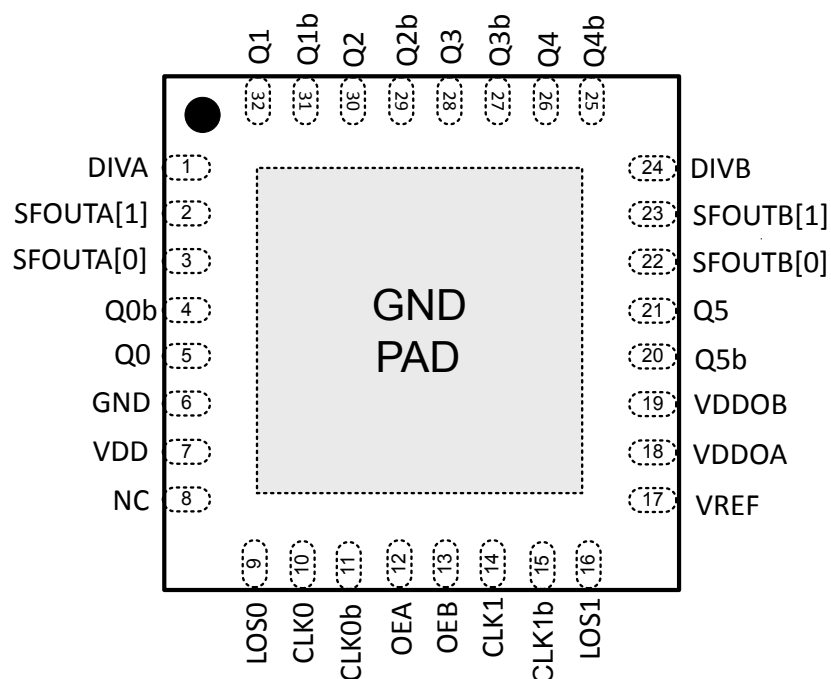 Q1 Q1b Q2 Q2b Q3 Q3b Q4 Q4b
32 31 30 29 28 27 26 25
DIVA 1 24 DIVB
SFOUTA[1] 2 23 SFOUTB[1]
SFOUTA[0] 3 22 SFOUTB[0]
Q0b 4 21 Q5
GND
PAD
Q0 5 20 Q5b
GND 6 19 VDDOB
VDD 7 18 VDDOA
NC 8 17 VREF
9 10 11 12 13 14 15 16
LOS0 CLK0 CLK0b OEA OEB CLK1 CLK1b LOS1